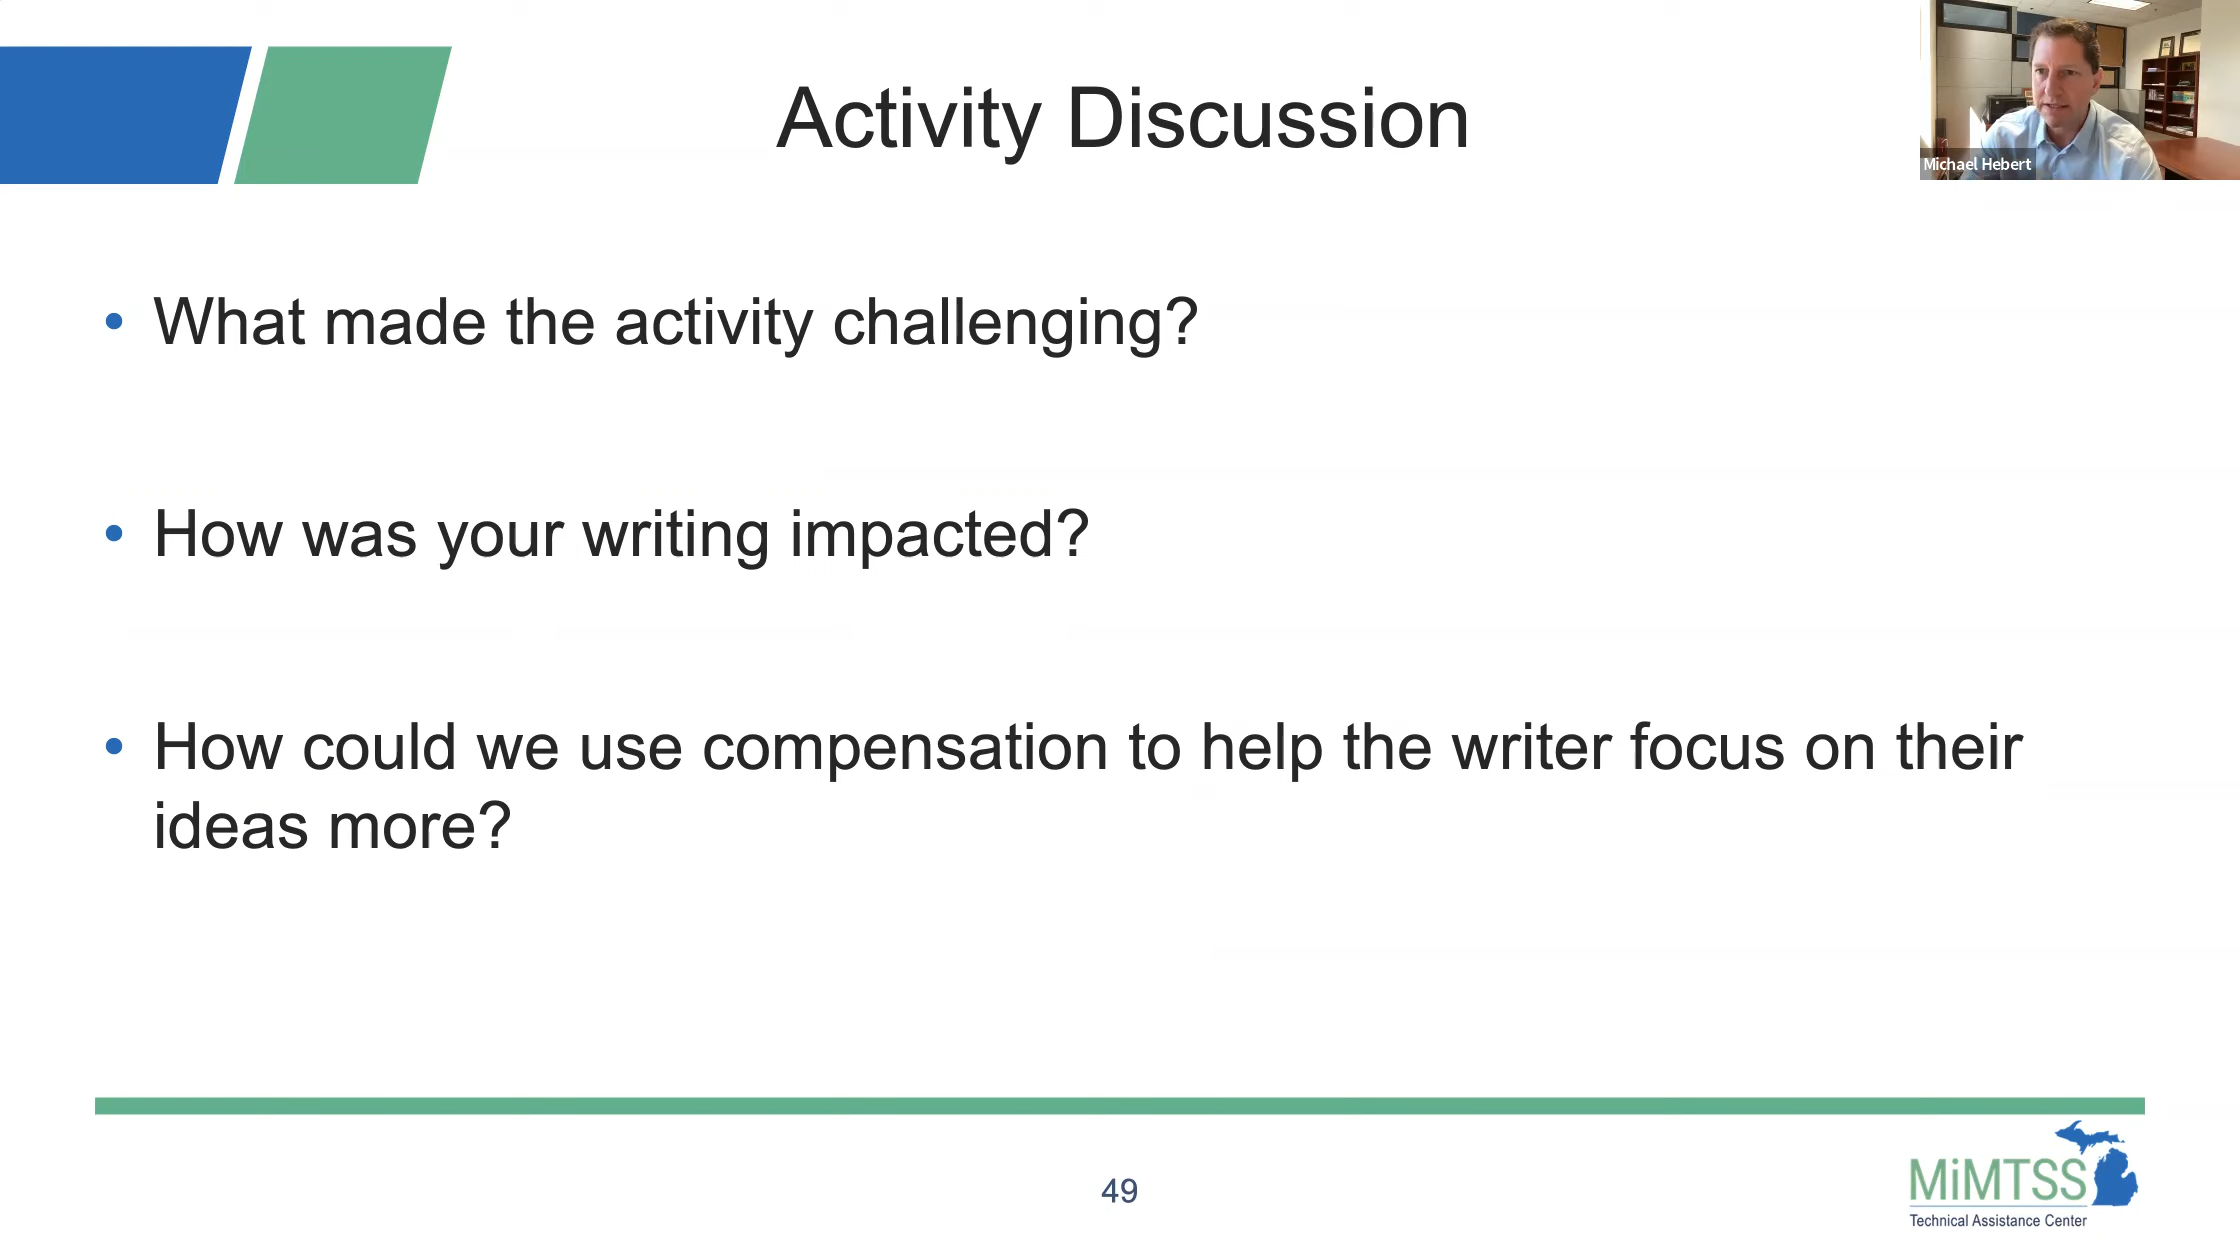 Activity Discussion
Michael Hebert
• What made the activity challenging?
• How was your writing impacted?
• How could we use compensation to help the writer focus on their
ideas more?
49
MiMTSS
Technical Assistance Center